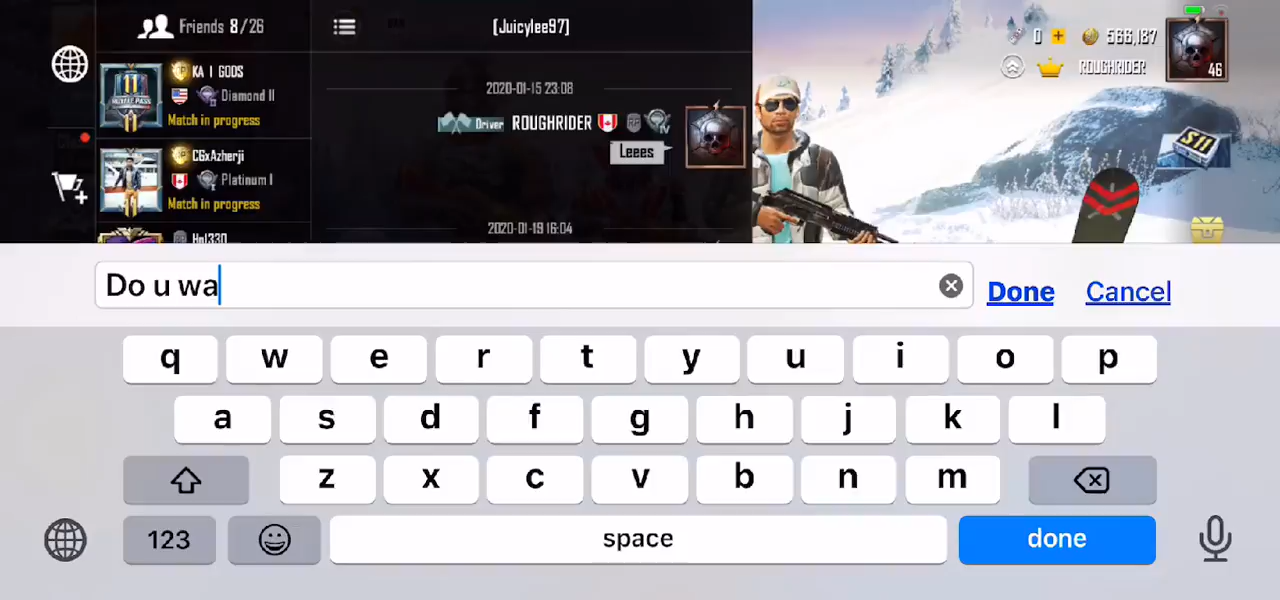 Friends 8/26
[Juicylee97]
0
566,187
ROUGHRIDER
46
KA | GODS
Diamond II
Match in progress
2020-01-15 23:08
Driver ROUGHRIDER
IV
Leees
CGxAzherji
Platinum I
Match in progress
S11
2020-01-19 16:04
Do u wa
Done
Cancel
q w e r t y u i o p
a s d f g h j k l
z x c v b n m
123
space
done